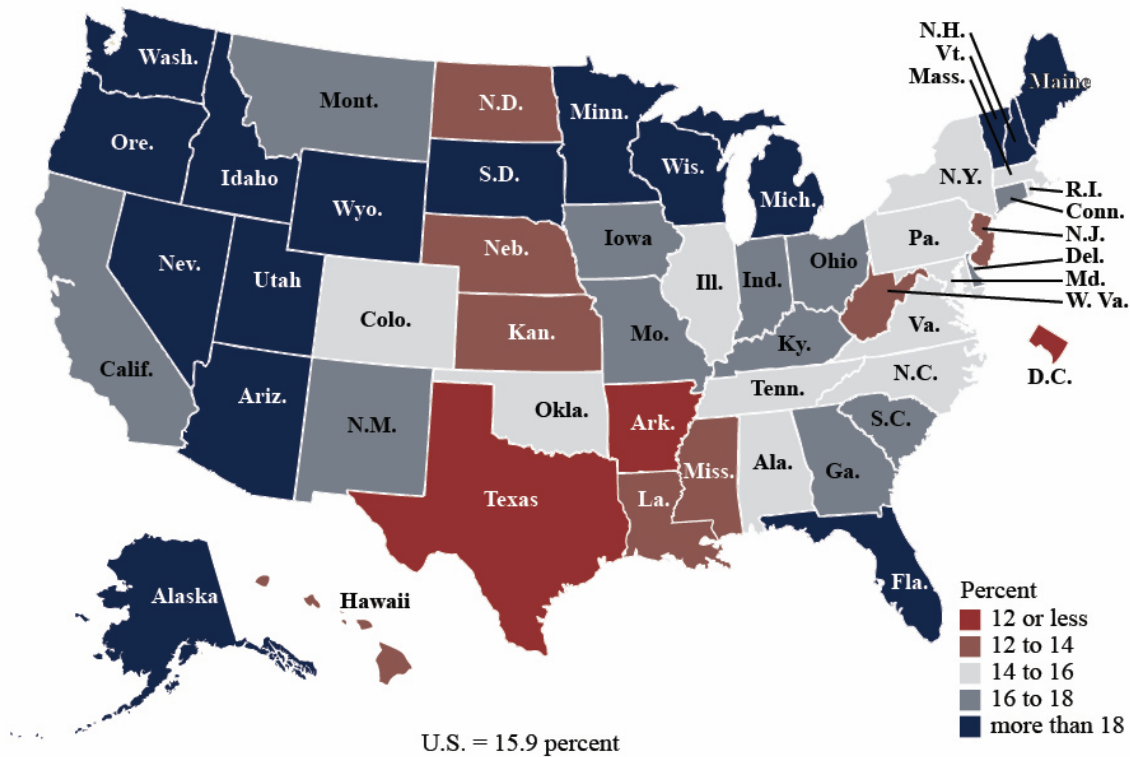 N.H.
Vt.
Mass.
Maine
Wash.
Mont.
N.D.
Minn.
Ore.
Idaho
S.D.
Wis.
Mich.
N.Y.
R.I.
Conn.
Wyo.
N.J.
Iowa
Neb.
Pa.
Del.
Nev.
Utah
Ill.
Ind.
Ohio
Md.
W. Va.
Colo.
Kan.
Mo.
Ky.
Va.
Calif.
D.C.
Ariz.
N.M.
Okla.
Tenn.
N.C.
Ark.
S.C.
Texas
La.
Miss.
Ala.
Ga.
Alaska
Hawaii
Fla.
Percent
12 or less
12 to 14
14 to 16
16 to 18
more than 18
U.S. = 15.9 percent